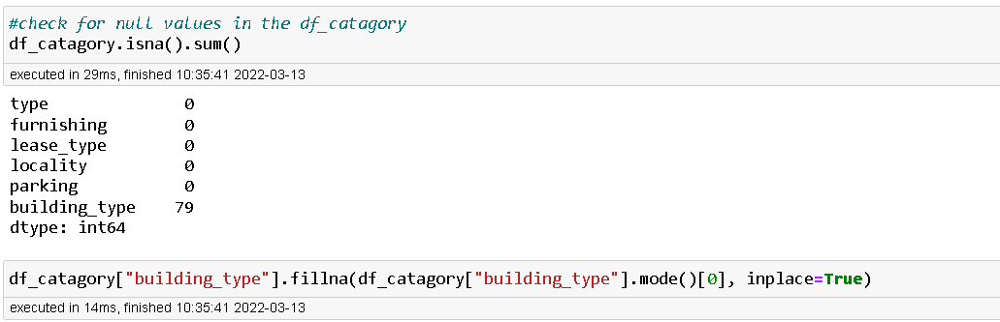 #check for null values in the df_catagory
df_catagory.isna().sum()
executed in 29ms, finished 10:35:41 2022-03-13
type 0
furnishing 0
lease_type 0
locality 0
parking 0
building_type 79
dtype: int64
df_catagory["building_type"].fillna(df_catagory["building_type"].mode()[0], inplace=True)
executed in 14ms, finished 10:35:41 2022-03-13